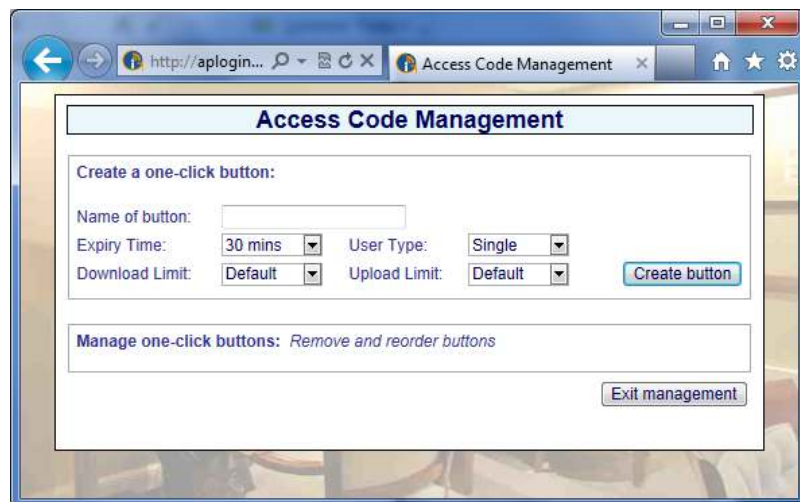 http://aplogin...
Access Code Management
Access Code Management
Create a one-click button:
Name of button:
Expiry Time: 30 mins User Type: Single
Download Limit: Default Upload Limit: Default Create button
Manage one-click buttons: Remove and reorder buttons
Exit management